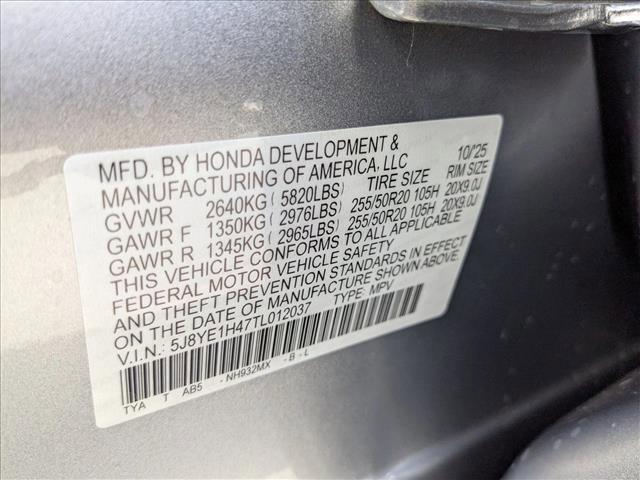 MFD. BY HONDA DEVELOPMENT & 10/'25
MANUFACTURING OF AMERICA, LLC TIRE SIZE RIM SIZE
GVWR 2640KG( 5820LBS)
GAWR F 1350KG( 2976LBS) 255/50R20 105H 20X9.0J
GAWR R 1345KG( 2965LBS) 255/50R20 105H 20X9.0J
THIS VEHICLE CONFORMS TO ALL APPLICABLE
FEDERAL MOTOR VEHICLE SAFETY
AND THEFT PREVENTION STANDARDS IN EFFECT
ON THE DATE OF MANUFACTURE SHOWN ABOVE.
V.I.N.: 5J8YE1H47TL012037 TYPE: MPV
TYA T AB5 -NH932MX -B-L